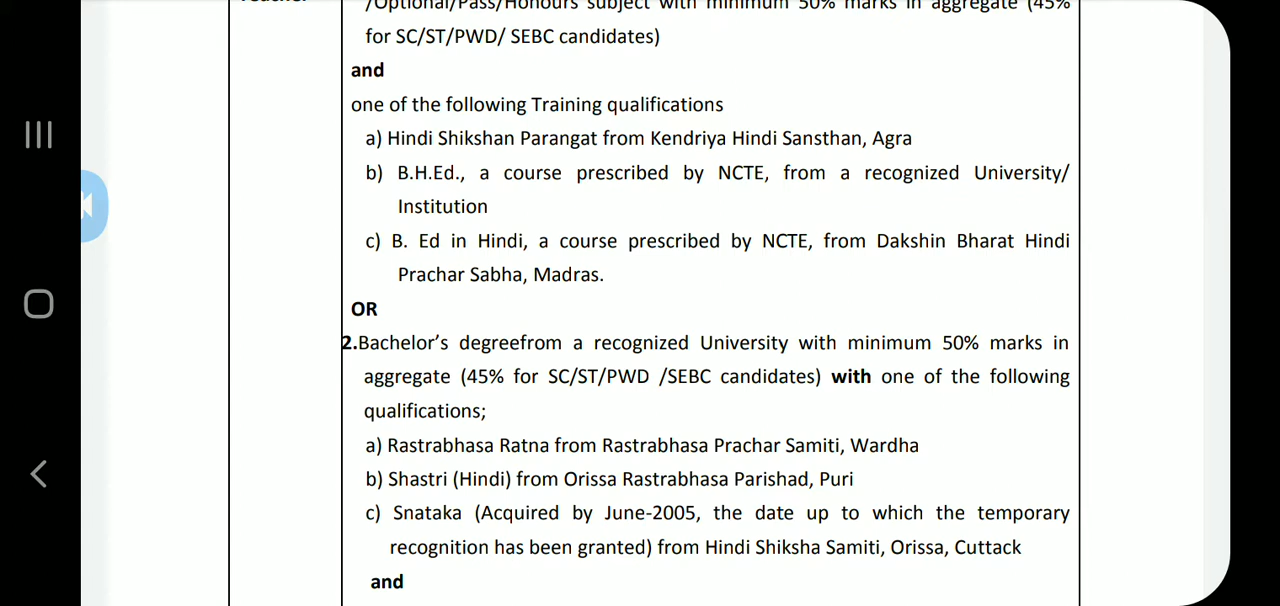 /Optional/Pass/Honours subject with minimum 50% marks in aggregate (45%
for SC/ST/PWD/ SEBC candidates)
and
one of the following Training qualifications
a) Hindi Shikshan Parangat from Kendriya Hindi Sansthan, Agra
b) B.H.Ed., a course prescribed by NCTE, from a recognized University/
Institution
c) B. Ed in Hindi, a course prescribed by NCTE, from Dakshin Bharat Hindi
Prachar Sabha, Madras.
OR
2.Bachelor's degreefrom a recognized University with minimum 50% marks in
aggregate (45% for SC/ST/PWD /SEBC candidates) with one of the following
qualifications;
a) Rastrabhasa Ratna from Rastrabhasa Prachar Samiti, Wardha
b) Shastri (Hindi) from Orissa Rastrabhasa Parishad, Puri
c) Snataka (Acquired by June-2005, the date up to which the temporary
recognition has been granted) from Hindi Shiksha Samiti, Orissa, Cuttack
and